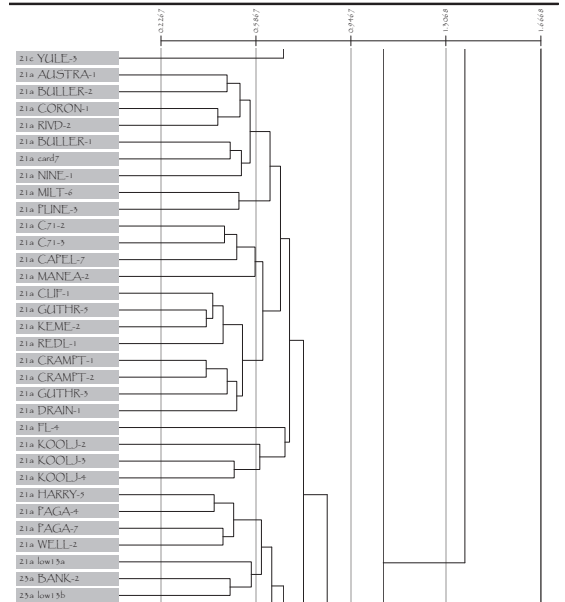 0.2267
0.5867
0.9467
1.3068
1.6668
21c YULE-3
21a AUSTRA-1
21a BULLER-2
21a CORON-1
21a RIVD-2
21a BULLER-1
21a card7
21a NINE-1
21a MILT-6
21a PLINE-3
21a C71-2
21a C71-3
21a CAPEL-7
21a MANEA-2
21a CLIF-1
21a GUTHR-5
21a KEME-2
21a REDL-1
21a CRAMPT-1
21a CRAMPT-2
21a GUTHR-3
21a DRAIN-1
21a FL-4
21a KOOLJ-2
21a KOOLJ-3
21a KOOLJ-4
21a HARRY-5
21a PAGA-4
21a PAGA-7
21a WELL-2
21a low13a
23a BANK-2
23a low13b